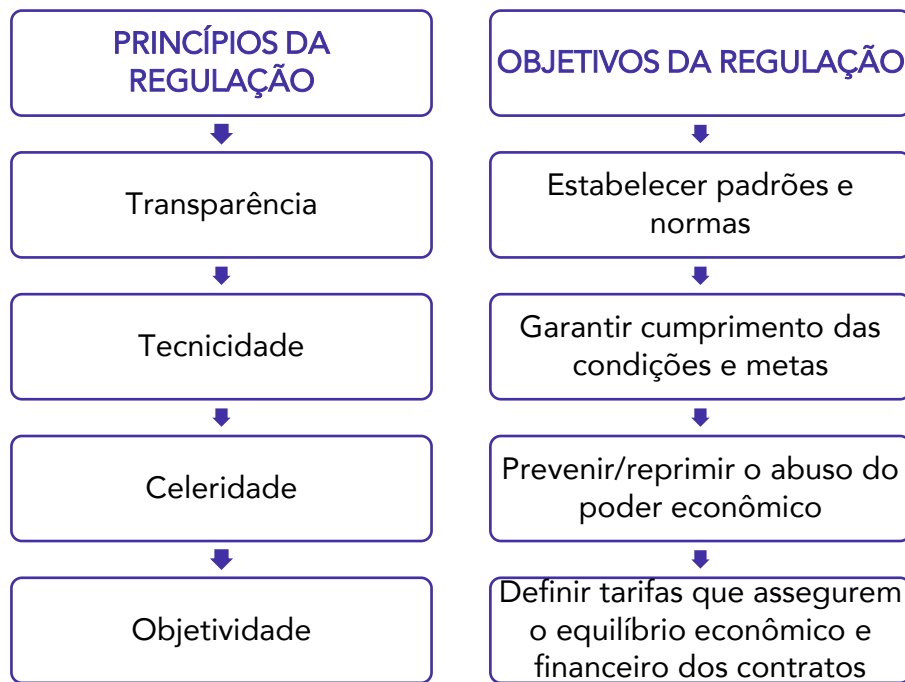 PRINCÍPIOS DA
REGULAÇÃO
Transparência
Tecnicidade
Celeridade
Objetividade
OBJETIVOS DA REGULAÇÃO
Estabelecer padrões e
normas
Garantir cumprimento das
condições e metas
Prevenir/reprimir o abuso do
poder econômico
Definir tarifas que assegurem
o equilíbrio econômico e
financeiro dos contratos